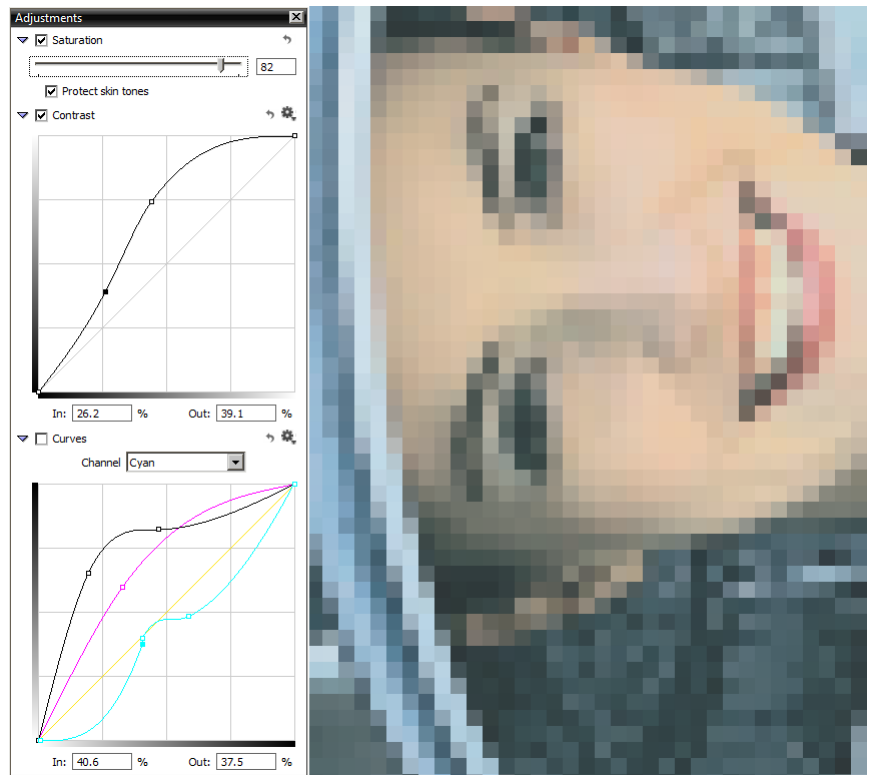 Adjustments
Saturation
82
Protect skin tones
Contrast
In: 26.2 % Out: 39.1 %
Curves
Channel Cyan
In: 40.6 % Out: 37.5 %